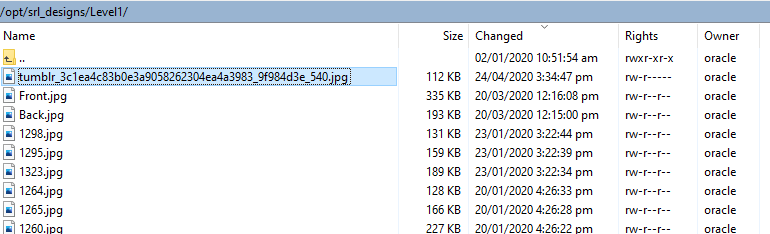 /opt/srl_designs/Level1/
Name Size Changed Rights Owner
.. 02/01/2020 10:51:54 am rwxr-xr-x oracle
tumblr_3c1ea4c83b0e3a9058262304ea4a3983_9f984d3e_540.jpg 112 KB 24/04/2020 3:34:47 pm rw-r----- oracle
Front.jpg 335 KB 20/03/2020 12:16:08 pm rw-r--r-- oracle
Back.jpg 193 KB 20/03/2020 12:15:00 pm rw-r--r-- oracle
1298.jpg 131 KB 23/01/2020 3:22:44 pm rw-r--r-- oracle
1295.jpg 159 KB 23/01/2020 3:22:39 pm rw-r--r-- oracle
1323.jpg 189 KB 23/01/2020 3:22:34 pm rw-r--r-- oracle
1264.jpg 128 KB 20/01/2020 4:26:33 pm rw-r--r-- oracle
1265.jpg 166 KB 20/01/2020 4:26:28 pm rw-r--r-- oracle
1260.jpg 227 KB 20/01/2020 4:26:22 pm rw-r--r-- oracle